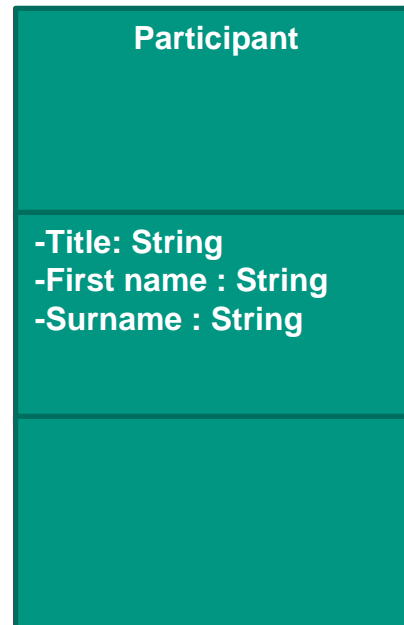 Participant
-Title: String
-First name : String
-Surname : String